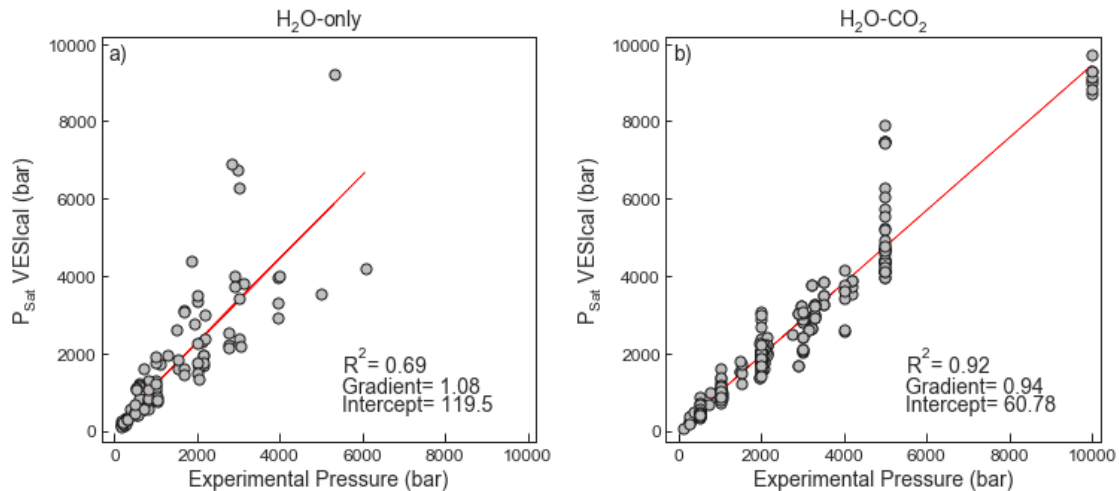 H₂O-only
a)
10000
8000
6000
4000
2000
0
P_Sat VESIcal (bar)
R² = 0.69
Gradient= 1.08
Intercept= 119.5
0 2000 4000 6000 8000 10000
Experimental Pressure (bar)
H₂O-CO₂
b)
10000
8000
6000
4000
2000
0
P_Sat VESIcal (bar)
R² = 0.92
Gradient= 0.94
Intercept= 60.78
0 2000 4000 6000 8000 10000
Experimental Pressure (bar)